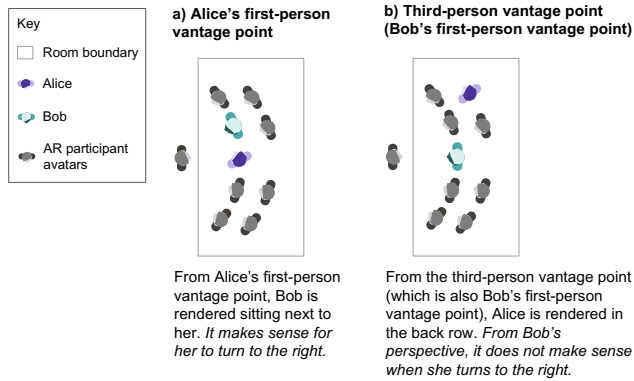 Key
Room boundary
Alice
Bob
AR participant
avatars
a) Alice's first-person
vantage point
From Alice's first-person
vantage point, Bob is
rendered sitting next to
her. It makes sense for
her to turn to the right.
b) Third-person vantage point
(Bob's first-person vantage point)
From the third-person vantage point
(which is also Bob's first-person
vantage point), Alice is rendered in
the back row. From Bob's
perspective, it does not make sense
when she turns to the right.